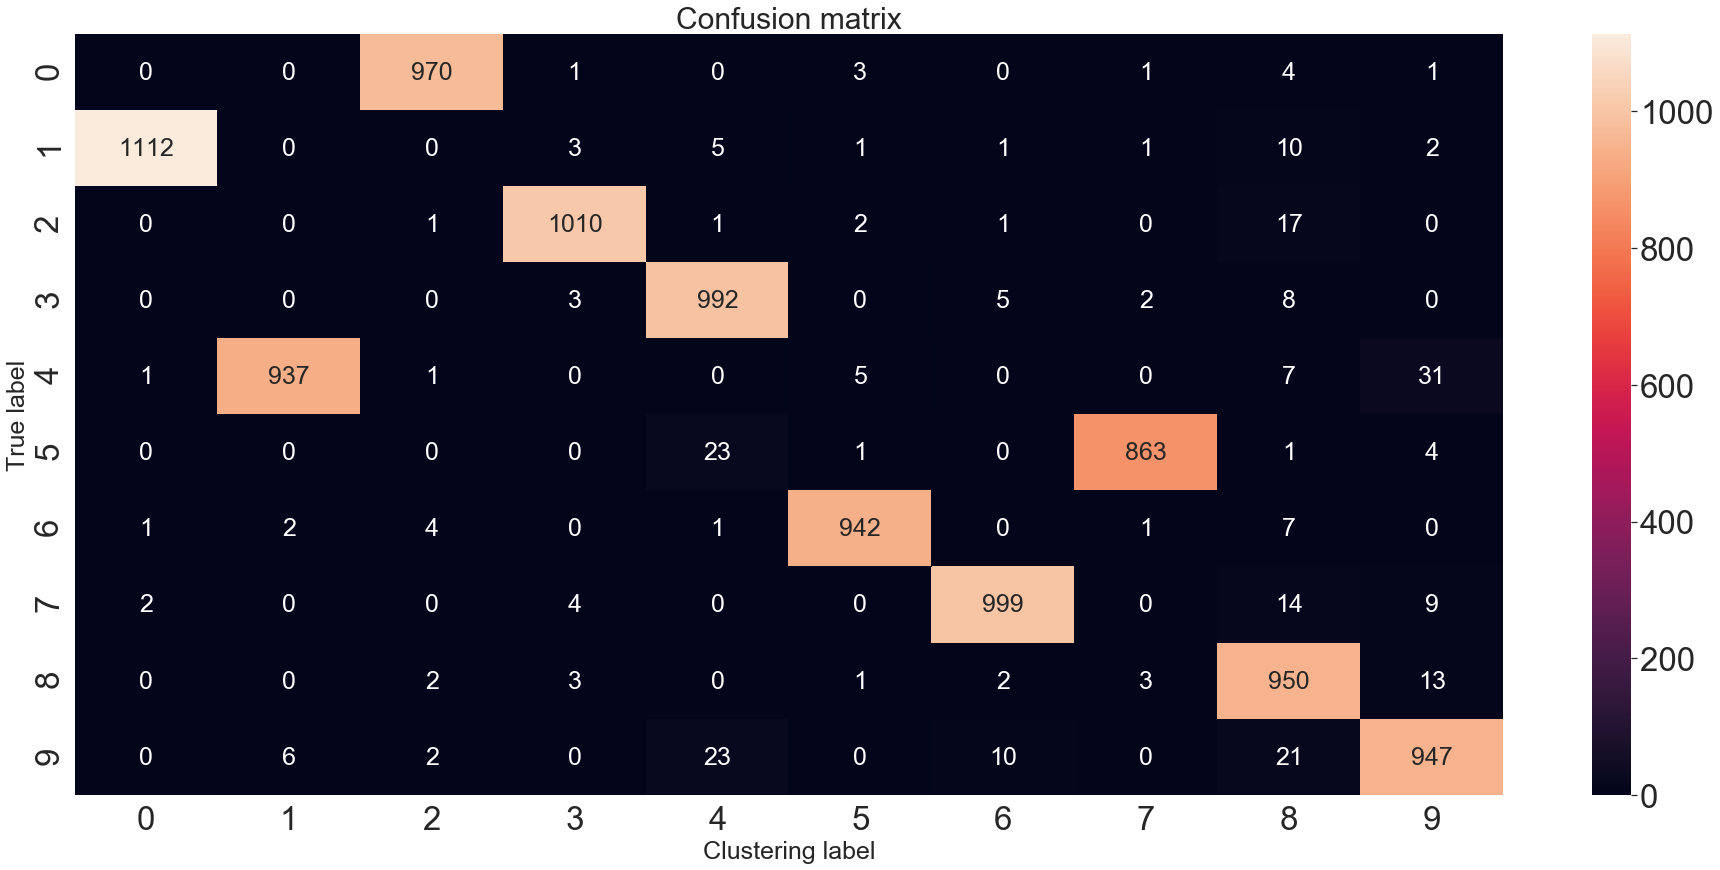 Confusion matrix
0 0 0 970 1 0 3 0 1 4 1
1 1112 0 0 3 5 1 1 1 10 2
2 0 0 1 1010 1 2 1 0 17 0
3 0 0 0 3 992 0 5 2 8 0
4 1 937 1 0 0 5 0 0 7 31
5 0 0 0 0 23 1 0 863 1 4
6 1 2 4 0 1 942 0 1 7 0
7 2 0 0 4 0 0 999 0 14 9
8 0 0 2 3 0 1 2 3 950 13
9 0 6 2 0 23 0 10 0 21 947
0 1 2 3 4 5 6 7 8 9
Clustering label
True label
1000
800
600
400
200
0